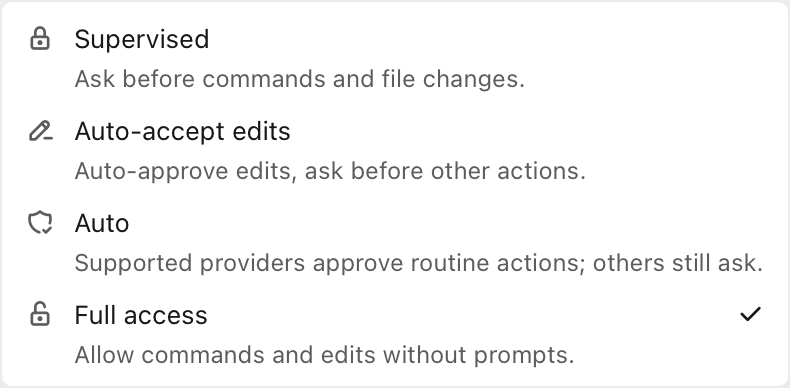 Supervised
Ask before commands and file changes.
Auto-accept edits
Auto-approve edits, ask before other actions.
Auto
Supported providers approve routine actions; others still ask.
Full access
Allow commands and edits without prompts.